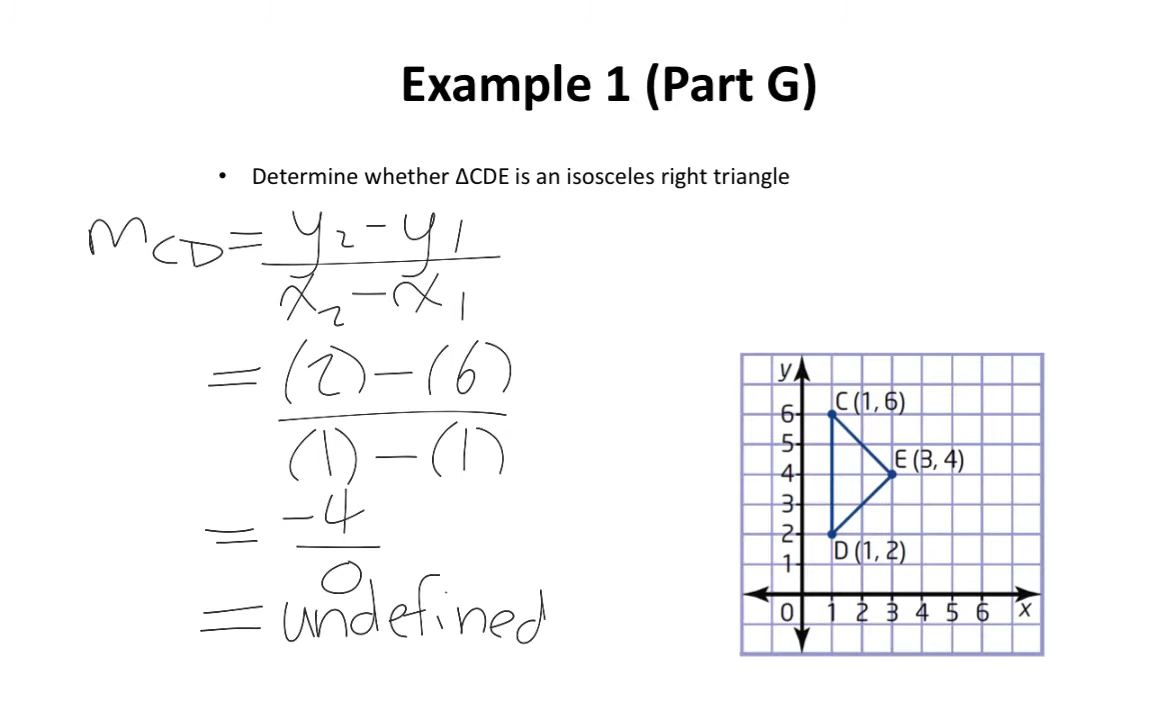 Example 1 (Part G)
• Determine whether ΔCDE is an isosceles right triangle
mCD = y2 - y1
x2 - x1
= (2) - (6)
(1) - (1)
= -4
0
= undefined
y
C (1, 6)
6
5
E (3, 4)
4
3
2
D (1, 2)
1
0 1 2 3 4 5 6 x